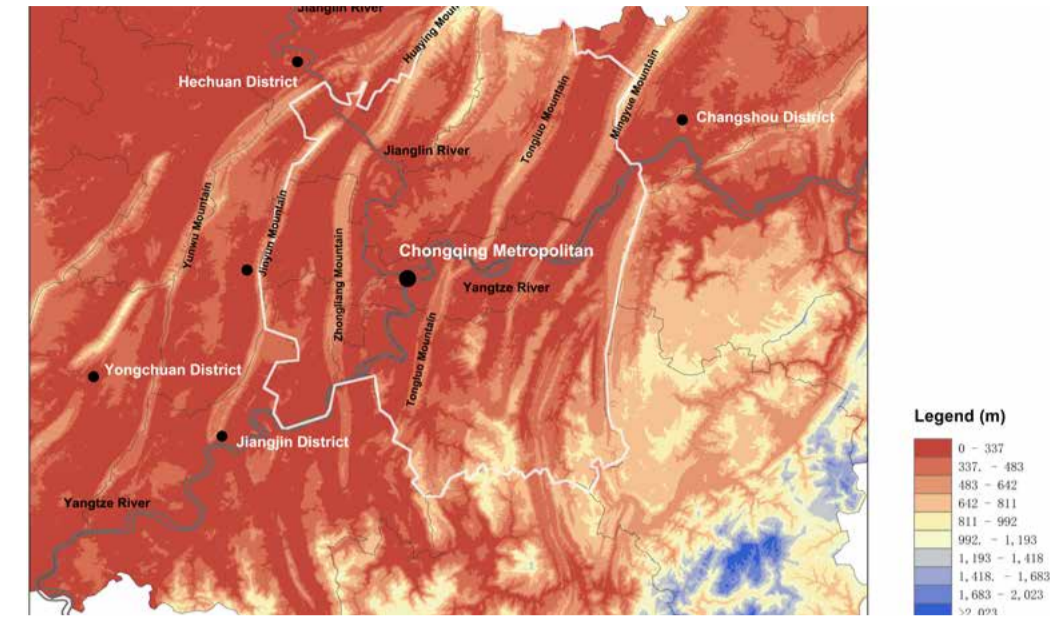 Jianglin River
Huaying Moun
Hechuan District
Mingyue Mountain
Tongluo Mountain
Changshou District
Jianglin River
Yunwu Mountain
Jinyun Mountain
Zhongliang Mountain
Chongqing Metropolitan
Yangtze River
Tongluo Mountain
Yongchuan District
Jiangjin District
Yangtze River
Legend (m)
0 - 337
337. - 483
483 - 642
642 - 811
811 - 992
992. - 1,193
1,193 - 1,418
1,418. - 1,683
1,683 - 2,023
>2,023